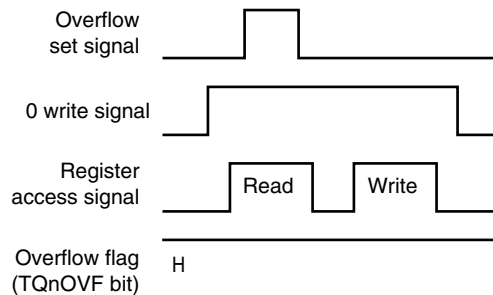 Overflow
set signal
0 write signal
Register
access signal
Read
Write
Overflow flag
(TQnOVF bit)
H